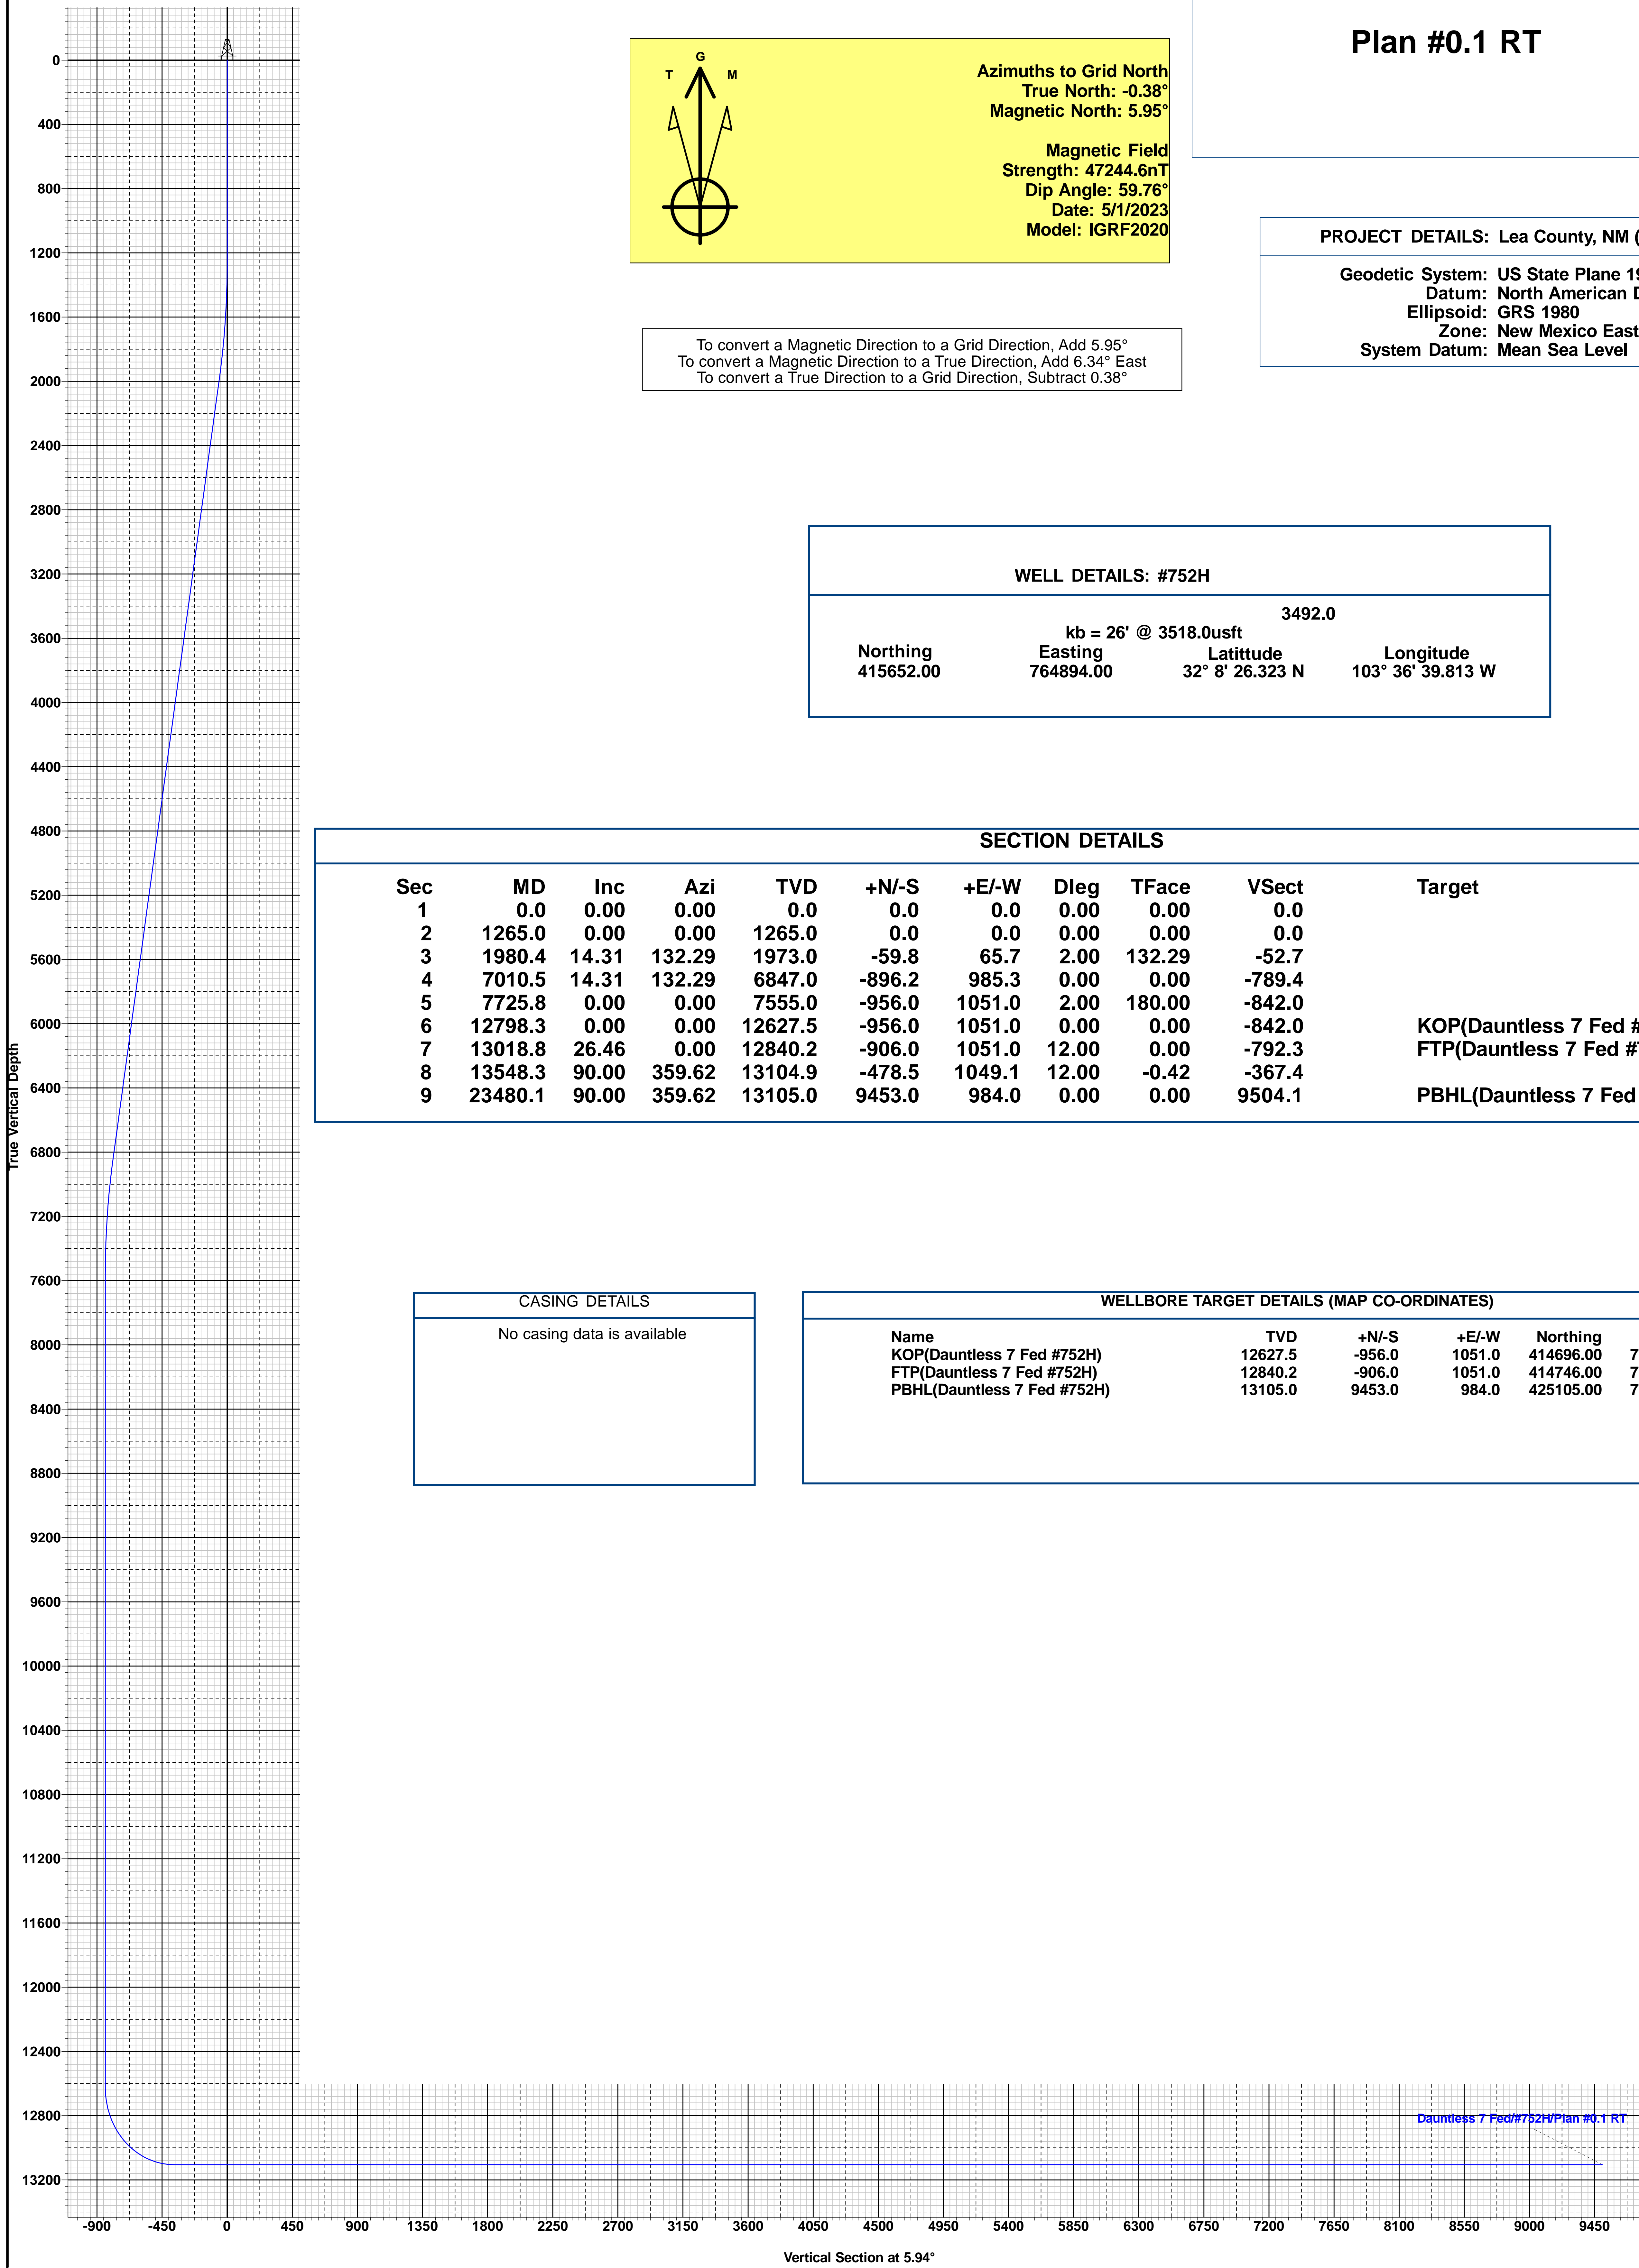 Plan #0.1 RT
G
T M
Azimuths to Grid North
True North: -0.38°
Magnetic North: 5.95°
Magnetic Field
Strength: 47244.6nT
Dip Angle: 59.76°
Date: 5/1/2023
Model: IGRF2020
PROJECT DETAILS: Lea County, NM (
Geodetic System: US State Plane 19
Datum: North American D
Ellipsoid: GRS 1980
Zone: New Mexico East
System Datum: Mean Sea Level
To convert a Magnetic Direction to a Grid Direction, Add 5.95°
To convert a Magnetic Direction to a True Direction, Add 6.34° East
To convert a True Direction to a Grid Direction, Subtract 0.38°
WELL DETAILS: #752H
3492.0
kb = 26' @ 3518.0usft
Northing Easting Latittude Longitude
415652.00 764894.00 32° 8' 26.323 N 103° 36' 39.813 W
SECTION DETAILS
Sec MD Inc Azi TVD +N/-S +E/-W Dleg TFace VSect Target
1 0.0 0.00 0.00 0.0 0.0 0.0 0.00 0.00 0.0
2 1265.0 0.00 0.00 1265.0 0.0 0.0 0.00 0.00 0.0
3 1980.4 14.31 132.29 1973.0 -59.8 65.7 2.00 132.29 -52.7
4 7010.5 14.31 132.29 6847.0 -896.2 985.3 0.00 0.00 -789.4
5 7725.8 0.00 0.00 7555.0 -956.0 1051.0 2.00 180.00 -842.0
6 12798.3 0.00 0.00 12627.5 -956.0 1051.0 0.00 0.00 -842.0 KOP(Dauntless 7 Fed #
7 13018.8 26.46 0.00 12840.2 -906.0 1051.0 12.00 0.00 -792.3 FTP(Dauntless 7 Fed #7
8 13548.3 90.00 359.62 13104.9 -478.5 1049.1 12.00 -0.42 -367.4
9 23480.1 90.00 359.62 13105.0 9453.0 984.0 0.00 0.00 9504.1 PBHL(Dauntless 7 Fed
CASING DETAILS
No casing data is available
WELLBORE TARGET DETAILS (MAP CO-ORDINATES)
Name TVD +N/-S +E/-W Northing
KOP(Dauntless 7 Fed #752H) 12627.5 -956.0 1051.0 414696.00 7
FTP(Dauntless 7 Fed #752H) 12840.2 -906.0 1051.0 414746.00 7
PBHL(Dauntless 7 Fed #752H) 13105.0 9453.0 984.0 425105.00 7
True Vertical Depth
0
400
800
1200
1600
2000
2400
2800
3200
3600
4000
4400
4800
5200
5600
6000
6400
6800
7200
7600
8000
8400
8800
9200
9600
10000
10400
10800
11200
11600
12000
12400
12800
13200
Dauntless 7 Fed/#752H/Plan #0.1 RT
-900 -450 0 450 900 1350 1800 2250 2700 3150 3600 4050 4500 4950 5400 5850 6300 6750 7200 7650 8100 8550 9000 9450
Vertical Section at 5.94°